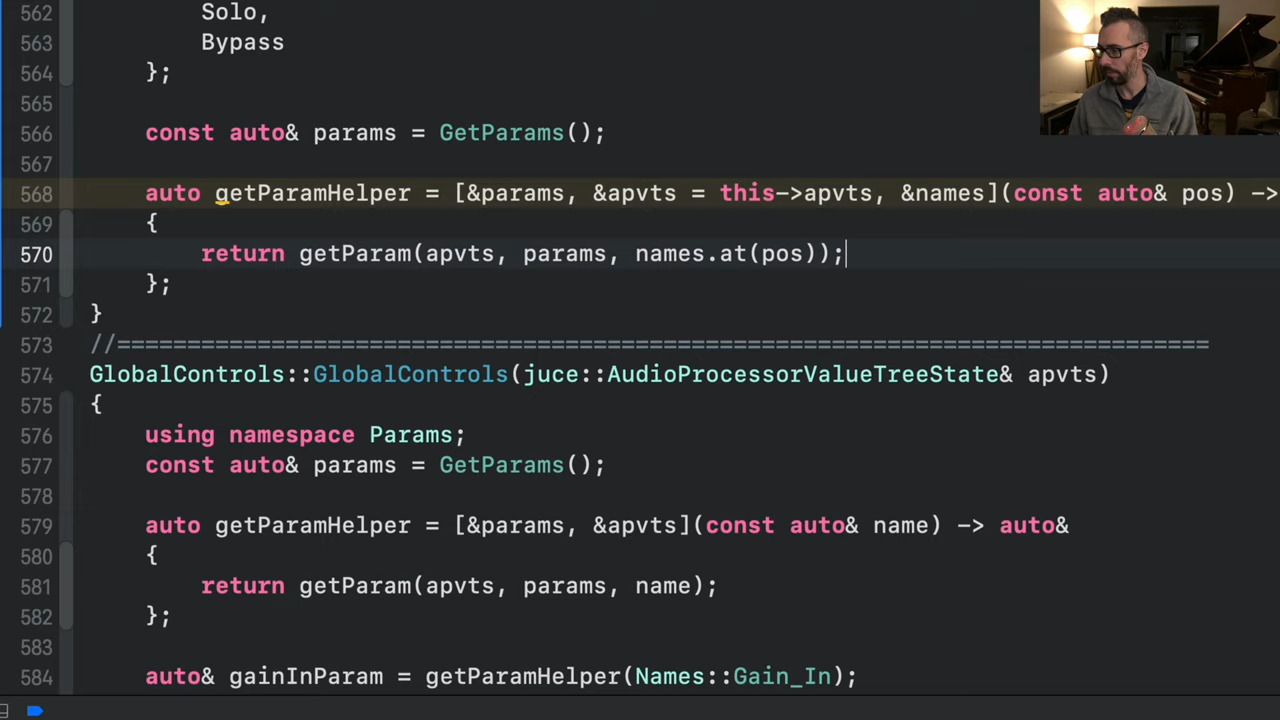 562 Solo,
563 Bypass
564 };
565
566 const auto& params = GetParams();
567
568 auto getParamHelper = [&params, &apvts = this->apvts, &names](const auto& pos) ->
569 {
570 return getParam(apvts, params, names.at(pos));
571 };
572 }
573 //==============================================================================
574 GlobalControls::GlobalControls(juce::AudioProcessorValueTreeState& apvts)
575 {
576 using namespace Params;
577 const auto& params = GetParams();
578
579 auto getParamHelper = [&params, &apvts](const auto& name) -> auto&
580 {
581 return getParam(apvts, params, name);
582 };
583
584 auto& gainInParam = getParamHelper(Names::Gain_In);